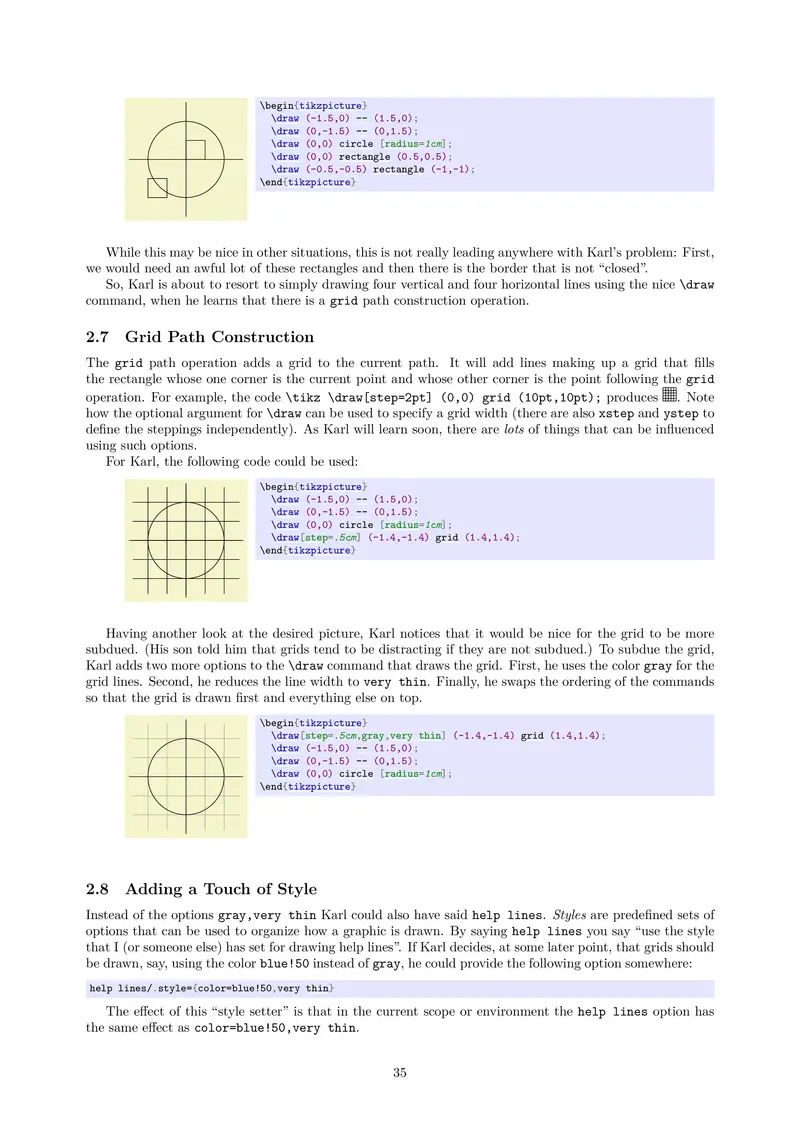 \begin{tikzpicture}
\draw (-1.5,0) -- (1.5,0);
\draw (0,-1.5) -- (0,1.5);
\draw (0,0) circle [radius=1cm];
\draw (0,0) rectangle (0.5,0.5);
\draw (-0.5,-0.5) rectangle (-1,-1);
\end{tikzpicture}
While this may be nice in other situations, this is not really leading anywhere with Karl's problem: First,
we would need an awful lot of these rectangles and then there is the border that is not “closed”.
So, Karl is about to resort to simply drawing four vertical and four horizontal lines using the nice \draw
command, when he learns that there is a grid path construction operation.
2.7 Grid Path Construction
The grid path operation adds a grid to the current path. It will add lines making up a grid that fills
the rectangle whose one corner is the current point and whose other corner is the point following the grid
operation. For example, the code \tikz \draw[step=2pt] (0,0) grid (10pt,10pt); produces . Note
how the optional argument for \draw can be used to specify a grid width (there are also xstep and ystep to
define the steppings independently). As Karl will learn soon, there are lots of things that can be influenced
using such options.
For Karl, the following code could be used:
\begin{tikzpicture}
\draw (-1.5,0) -- (1.5,0);
\draw (0,-1.5) -- (0,1.5);
\draw (0,0) circle [radius=1cm];
\draw[step=.5cm] (-1.4,-1.4) grid (1.4,1.4);
\end{tikzpicture}
Having another look at the desired picture, Karl notices that it would be nice for the grid to be more
subdued. (His son told him that grids tend to be distracting if they are not subdued.) To subdue the grid,
Karl adds two more options to the \draw command that draws the grid. First, he uses the color gray for the
grid lines. Second, he reduces the line width to very thin. Finally, he swaps the ordering of the commands
so that the grid is drawn first and everything else on top.
\begin{tikzpicture}
\draw[step=.5cm,gray,very thin] (-1.4,-1.4) grid (1.4,1.4);
\draw (-1.5,0) -- (1.5,0);
\draw (0,-1.5) -- (0,1.5);
\draw (0,0) circle [radius=1cm];
\end{tikzpicture}
2.8 Adding a Touch of Style
Instead of the options gray,very thin Karl could also have said help lines. Styles are predefined sets of
options that can be used to organize how a graphic is drawn. By saying help lines you say “use the style
that I (or someone else) has set for drawing help lines”. If Karl decides, at some later point, that grids should
be drawn, say, using the color blue!50 instead of gray, he could provide the following option somewhere:
help lines/.style={color=blue!50,very thin}
The effect of this “style setter” is that in the current scope or environment the help lines option has
the same effect as color=blue!50,very thin.
35